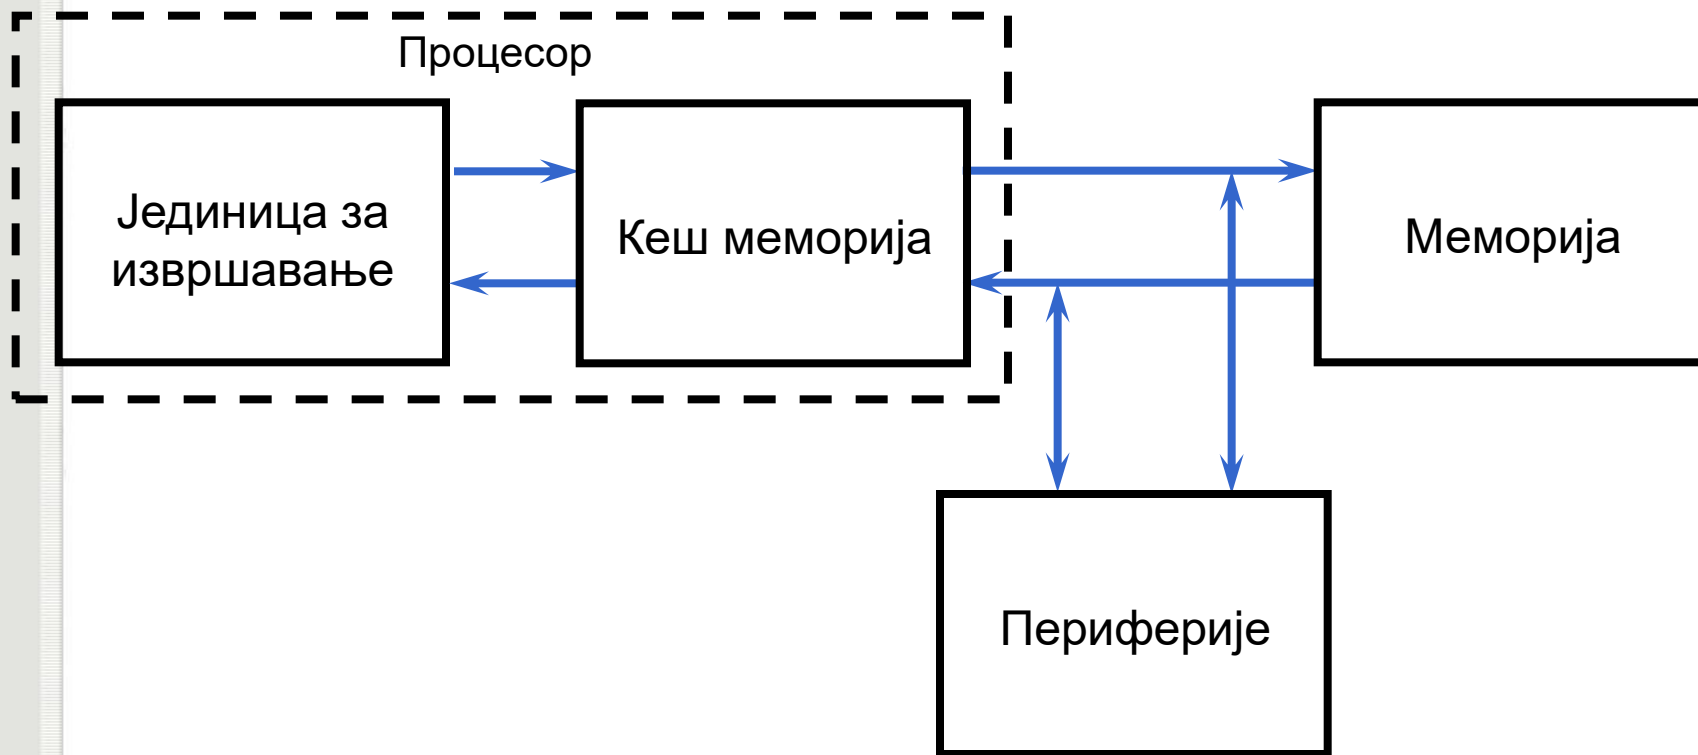 Процесор
Јединица за
извршавање
Кеш меморија
Меморија
Периферије